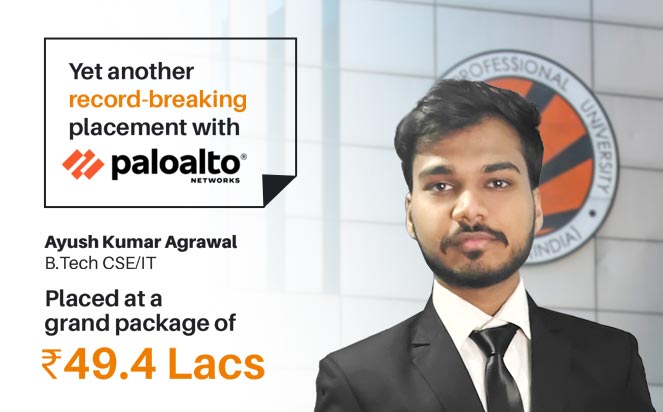 Yet another
record-breaking
placement with
paloalto®
NETWORKS
Ayush Kumar Agrawal
B.Tech CSE/IT
Placed at a
grand package of
₹49.4 Lacs
PROFESSIONAL UNIVERSITY
(INDIA)